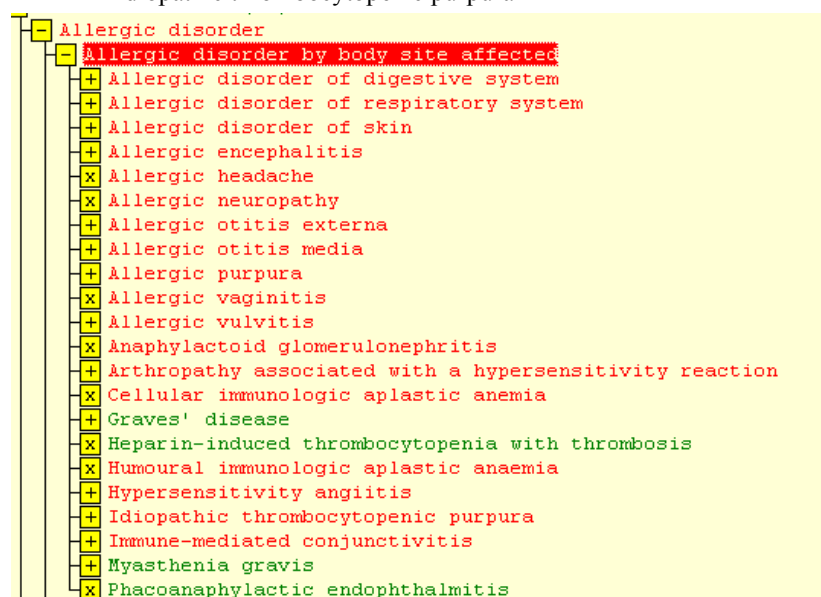 Idiopathic thrombocytopenic purpura
Allergic disorder
Allergic disorder by body site affected
Allergic disorder of digestive system
Allergic disorder of respiratory system
Allergic disorder of skin
Allergic encephalitis
Allergic headache
Allergic neuropathy
Allergic otitis externa
Allergic otitis media
Allergic purpura
Allergic vaginitis
Allergic vulvitis
Anaphylactoid glomerulonephritis
Arthropathy associated with a hypersensitivity reaction
Cellular immunologic aplastic anemia
Graves' disease
Heparin-induced thrombocytopenia with thrombosis
Humoural immunologic aplastic anaemia
Hypersensitivity angiitis
Idiopathic thrombocytopenic purpura
Immune-mediated conjunctivitis
Myasthenia gravis
Phacoanaphylactic endophthalmitis